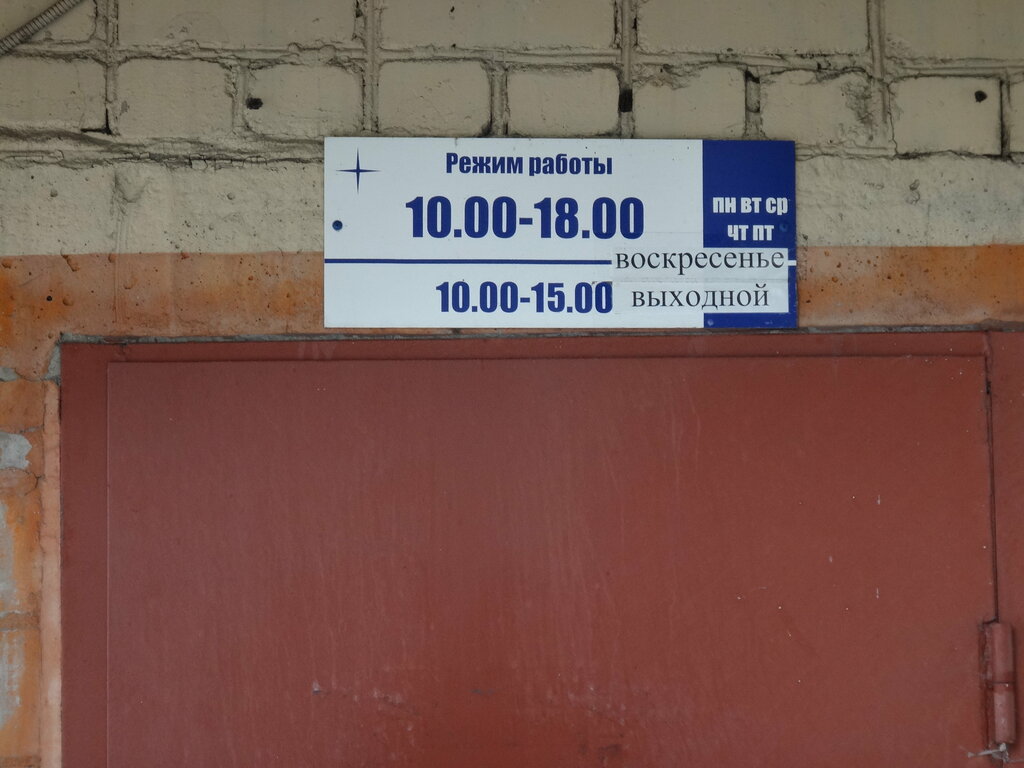 Режим работы
10.00-18.00
пн вт ср
чт пт
воскресенье
10.00-15.00
выходной